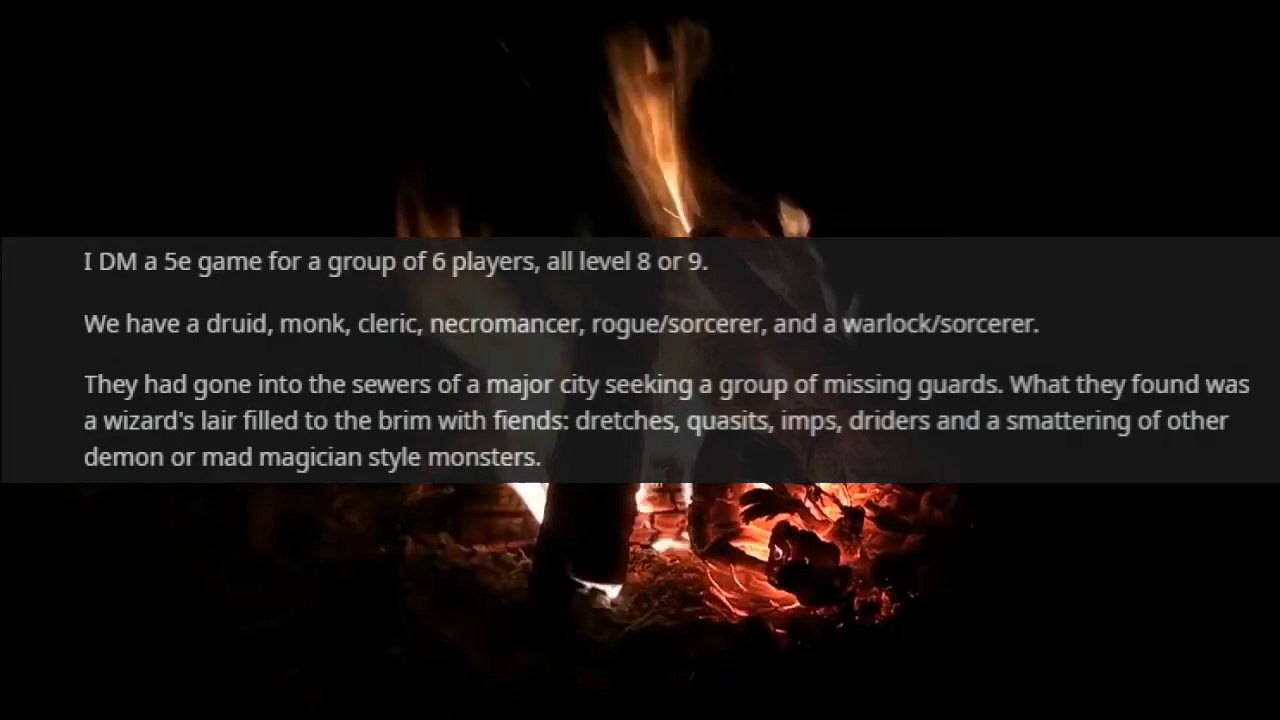 I DM a 5e game for a group of 6 players, all level 8 or 9.
We have a druid, monk, cleric, necromancer, rogue/sorcerer, and a warlock/sorcerer.
They had gone into the sewers of a major city seeking a group of missing guards. What they found was
a wizard's lair filled to the brim with fiends: dretches, quasits, imps, driders and a smattering of other
demon or mad magician style monsters.